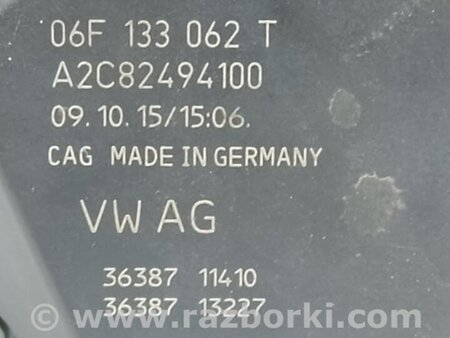 06F 133 062 T
A2C82494100
09.10.15/15:06.
CAG MADE IN GERMANY
VW AG
36387 11410
36387 13227
© www.razborki.com